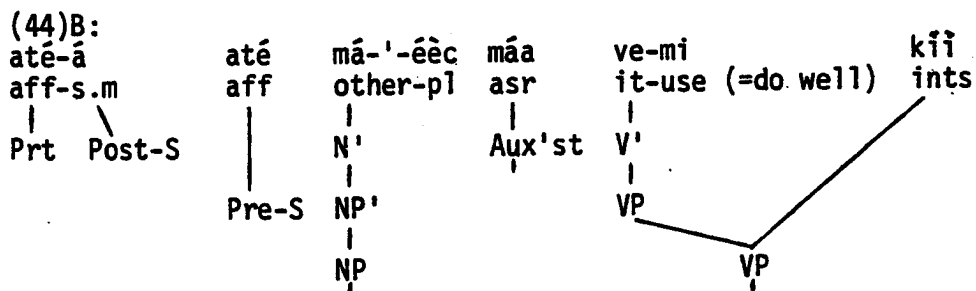 (44)B:
até-á até má-'-éèc máa ve-mi kíì
aff-s.m aff other-pl asr it-use (=do well) ints
Prt Post-S N' Aux'st V'
Pre-S NP' VP
NP VP